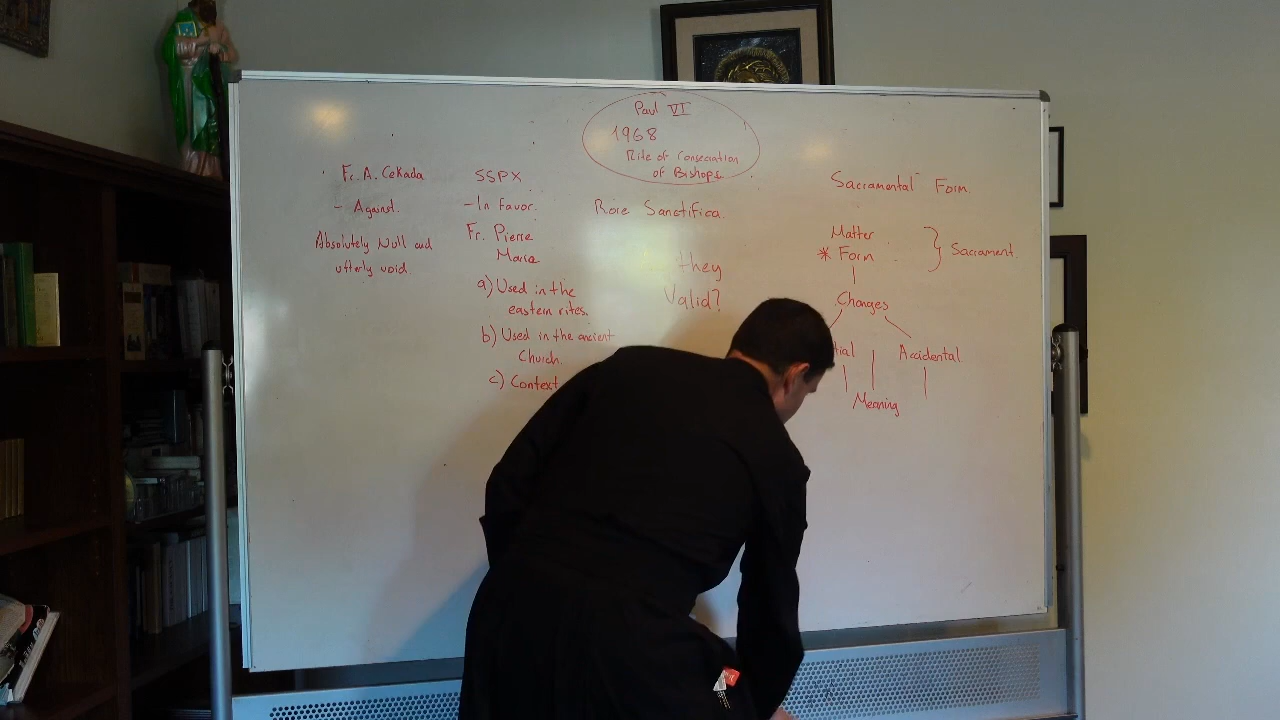 Paul VI
1968
Rite of Consecration
of Bishops
Fr. A. Cekada
- Against.
Absolutely Null and
utterly void.
SSPX
- In Favor.
Fr. Pierre
Marie
a) Used in the
eastern rites.
b) Used in the ancient
Church.
c) Context
Rore Sanctifica.
they
Valid?
Sacramental Form
Matter
* Form
} Sacrament.
Changes
tial
Accidental
Meaning